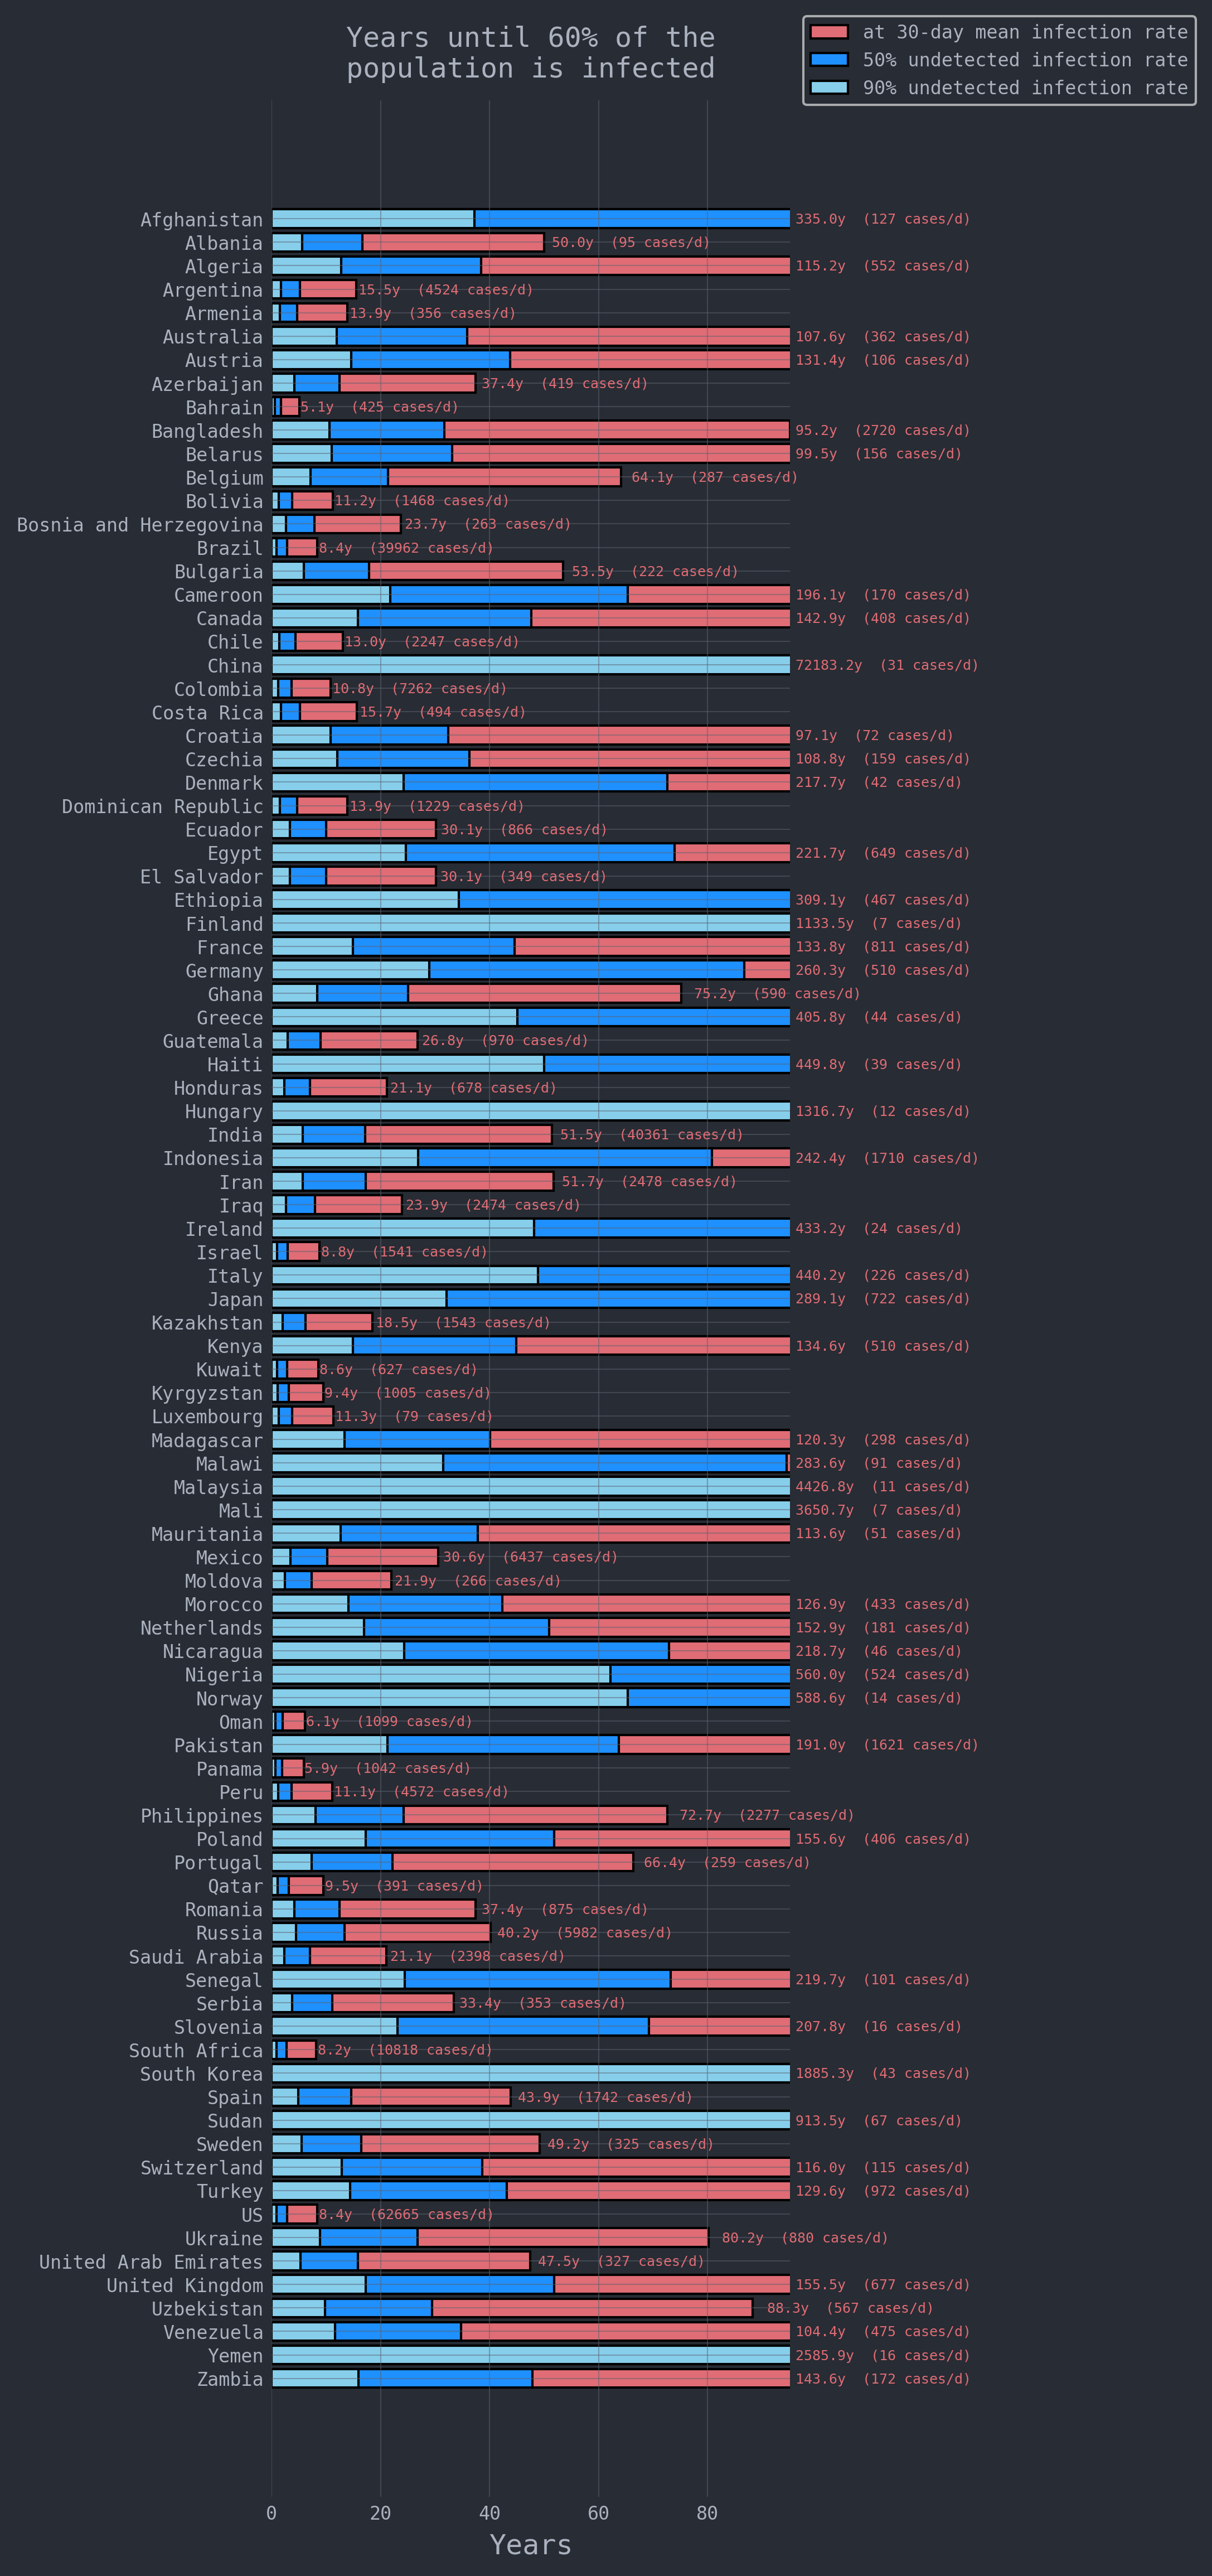 Years until 60% of the
population is infected
at 30-day mean infection rate
50% undetected infection rate
90% undetected infection rate
Afghanistan 335.0y (127 cases/d)
Albania 50.0y (95 cases/d)
Algeria 115.2y (552 cases/d)
Argentina 15.5y (4524 cases/d)
Armenia 13.9y (356 cases/d)
Australia 107.6y (362 cases/d)
Austria 131.4y (106 cases/d)
Azerbaijan 37.4y (419 cases/d)
Bahrain 5.1y (425 cases/d)
Bangladesh 95.2y (2720 cases/d)
Belarus 99.5y (156 cases/d)
Belgium 64.1y (287 cases/d)
Bolivia 11.2y (1468 cases/d)
Bosnia and Herzegovina 23.7y (263 cases/d)
Brazil 8.4y (39962 cases/d)
Bulgaria 53.5y (222 cases/d)
Cameroon 196.1y (170 cases/d)
Canada 142.9y (408 cases/d)
Chile 13.0y (2247 cases/d)
China 72183.2y (31 cases/d)
Colombia 10.8y (7262 cases/d)
Costa Rica 15.7y (494 cases/d)
Croatia 97.1y (72 cases/d)
Czechia 108.8y (159 cases/d)
Denmark 217.7y (42 cases/d)
Dominican Republic 13.9y (1229 cases/d)
Ecuador 30.1y (866 cases/d)
Egypt 221.7y (649 cases/d)
El Salvador 30.1y (349 cases/d)
Ethiopia 309.1y (467 cases/d)
Finland 1133.5y (7 cases/d)
France 133.8y (811 cases/d)
Germany 260.3y (510 cases/d)
Ghana 75.2y (590 cases/d)
Greece 405.8y (44 cases/d)
Guatemala 26.8y (970 cases/d)
Haiti 449.8y (39 cases/d)
Honduras 21.1y (678 cases/d)
Hungary 1316.7y (12 cases/d)
India 51.5y (40361 cases/d)
Indonesia 242.4y (1710 cases/d)
Iran 51.7y (2478 cases/d)
Iraq 23.9y (2474 cases/d)
Ireland 433.2y (24 cases/d)
Israel 8.8y (1541 cases/d)
Italy 440.2y (226 cases/d)
Japan 289.1y (722 cases/d)
Kazakhstan 18.5y (1543 cases/d)
Kenya 134.6y (510 cases/d)
Kuwait 8.6y (627 cases/d)
Kyrgyzstan 9.4y (1005 cases/d)
Luxembourg 11.3y (79 cases/d)
Madagascar 120.3y (298 cases/d)
Malawi 283.6y (91 cases/d)
Malaysia 4426.8y (11 cases/d)
Mali 3650.7y (7 cases/d)
Mauritania 113.6y (51 cases/d)
Mexico 30.6y (6437 cases/d)
Moldova 21.9y (266 cases/d)
Morocco 126.9y (433 cases/d)
Netherlands 152.9y (181 cases/d)
Nicaragua 218.7y (46 cases/d)
Nigeria 560.0y (524 cases/d)
Norway 588.6y (14 cases/d)
Oman 6.1y (1099 cases/d)
Pakistan 191.0y (1621 cases/d)
Panama 5.9y (1042 cases/d)
Peru 11.1y (4572 cases/d)
Philippines 72.7y (2277 cases/d)
Poland 155.6y (406 cases/d)
Portugal 66.4y (259 cases/d)
Qatar 9.5y (391 cases/d)
Romania 37.4y (875 cases/d)
Russia 40.2y (5982 cases/d)
Saudi Arabia 21.1y (2398 cases/d)
Senegal 219.7y (101 cases/d)
Serbia 33.4y (353 cases/d)
Slovenia 207.8y (16 cases/d)
South Africa 8.2y (10818 cases/d)
South Korea 1885.3y (43 cases/d)
Spain 43.9y (1742 cases/d)
Sudan 913.5y (67 cases/d)
Sweden 49.2y (325 cases/d)
Switzerland 116.0y (115 cases/d)
Turkey 129.6y (972 cases/d)
US 8.4y (62665 cases/d)
Ukraine 80.2y (880 cases/d)
United Arab Emirates 47.5y (327 cases/d)
United Kingdom 155.5y (677 cases/d)
Uzbekistan 88.3y (567 cases/d)
Venezuela 104.4y (475 cases/d)
Yemen 2585.9y (16 cases/d)
Zambia 143.6y (172 cases/d)
0 20 40 60 80
Years